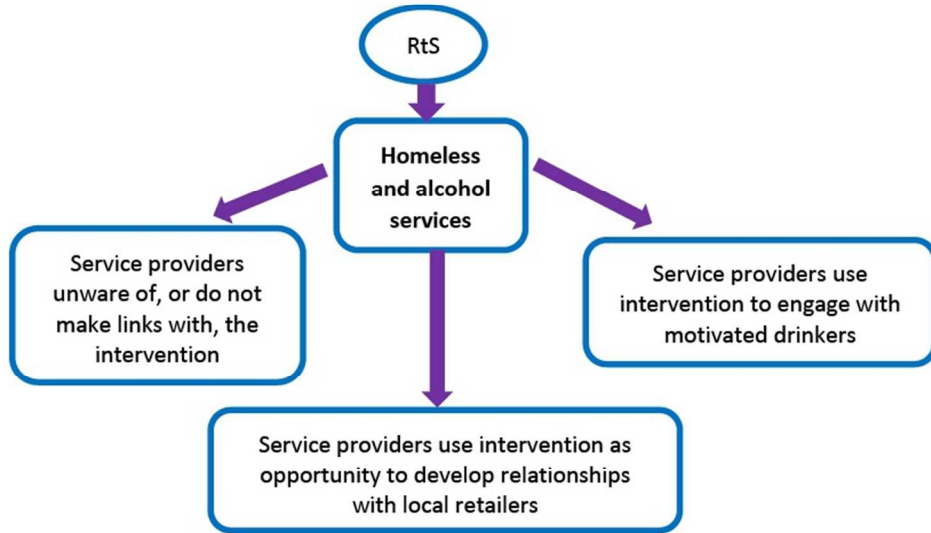 RtS
Homeless
and alcohol
services
Service providers
unware of, or do not
make links with, the
intervention
Service providers use
intervention to engage with
motivated drinkers
Service providers use intervention as
opportunity to develop relationships
with local retailers